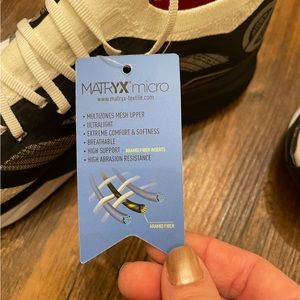 MATRYX® micro
www.matryx-textile.com
• MULTIZONES MESH UPPER
• ULTRALIGHT
• EXTREME COMFORT & SOFTNESS
• BREATHABLE
• HIGH SUPPORT - ARAMID FIBER INSERTS
• HIGH ABRASION RESISTANCE
ARAMID FIBER